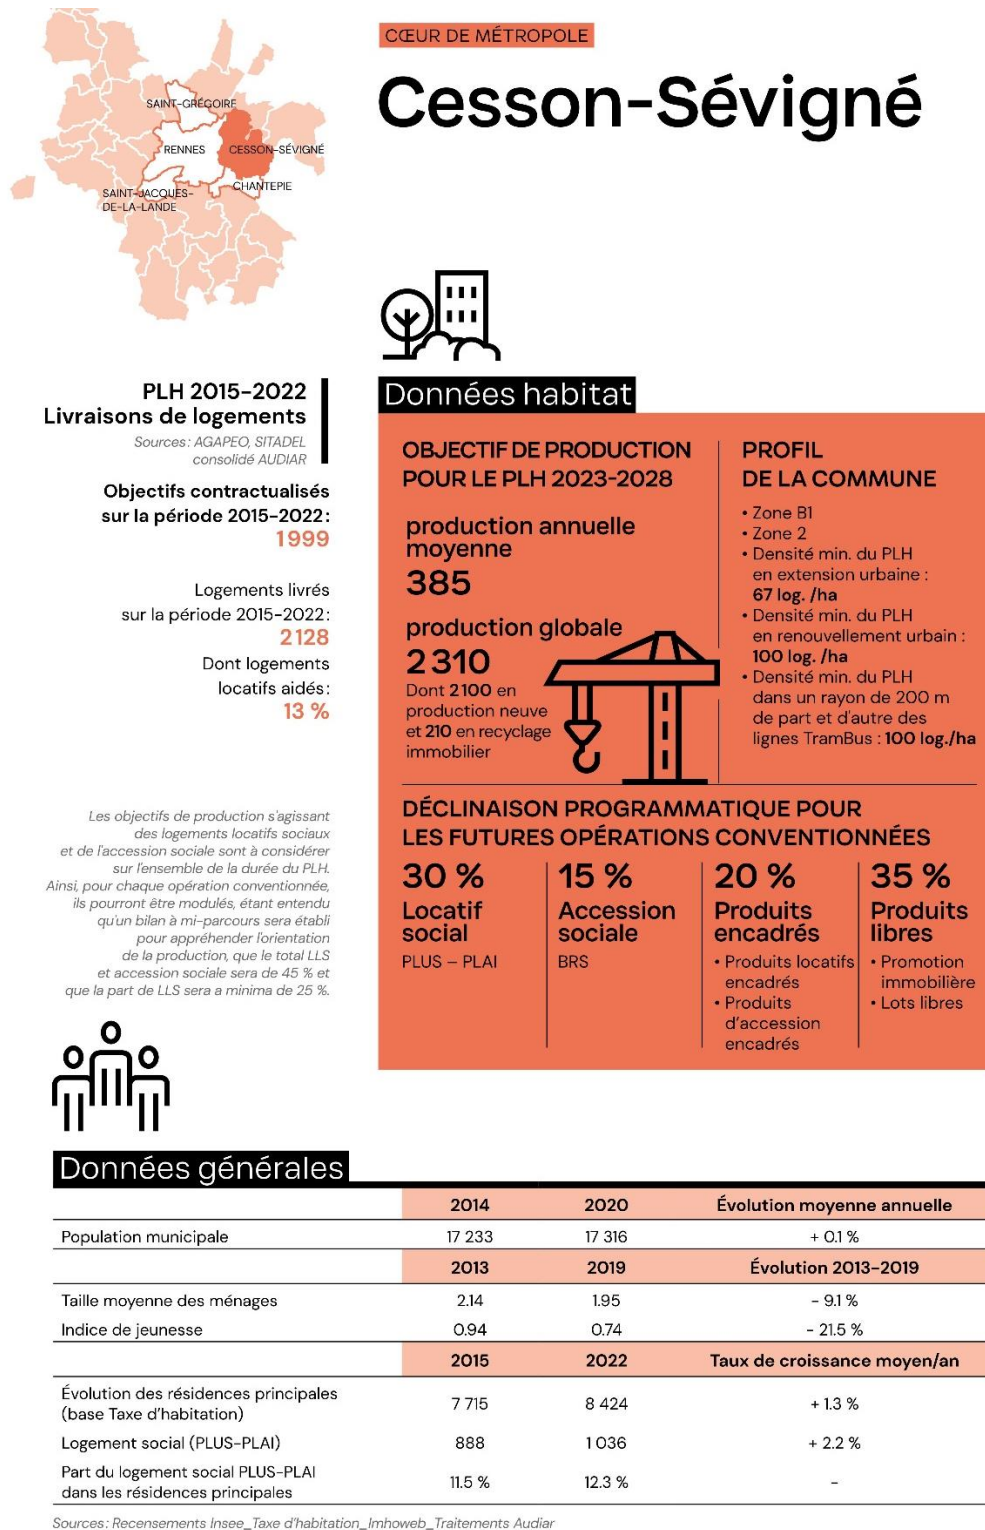 CŒUR DE MÉTROPOLE
Cesson-Sévigné
SAINT-GRÉGOIRE
RENNES
CESSON-SÉVIGNÉ
CHANTEPIE
SAINT-JACQUES-
DE-LA-LANDE
PLH 2015-2022
Livraisons de logements
Sources: AGAPEO, SITADEL
consolidé AUDIAR
Objectifs contractualisés
sur la période 2015-2022:
1999
Logements livrés
sur la période 2015-2022:
2128
Dont logements
locatifs aidés:
13 %
Les objectifs de production s'agissant
des logements locatifs sociaux
et de l'accession sociale sont à considérer
sur l'ensemble de la durée du PLH.
Ainsi, pour chaque opération conventionnée,
ils pourront être modulés, étant entendu
qu'un bilan à mi-parcours sera établi
pour appréhender l'orientation
de la production, que le total LLS
et accession sociale sera de 45 % et
que la part de LLS sera a minima de 25 %.
Données habitat
OBJECTIF DE PRODUCTION
POUR LE PLH 2023-2028
production annuelle
moyenne
385
production globale
2 310
Dont 2 100 en
production neuve
et 210 en recyclage
immobilier
PROFIL
DE LA COMMUNE
• Zone B1
• Zone 2
• Densité min. du PLH
en extension urbaine :
67 log. /ha
• Densité min. du PLH
en renouvellement urbain :
100 log. /ha
• Densité min. du PLH
dans un rayon de 200 m
de part et d'autre des
lignes TramBus : 100 log./ha
DÉCLINAISON PROGRAMMATIQUE POUR
LES FUTURES OPÉRATIONS CONVENTIONNÉES
30 %
Locatif
social
PLUS – PLAI
15 %
Accession
sociale
BRS
20 %
Produits
encadrés
• Produits locatifs
encadrés
• Produits
d'accession
encadrés
35 %
Produits
libres
• Promotion
immobilière
• Lots libres
Données générales
2014 2020 Évolution moyenne annuelle
Population municipale 17 233 17 316 + 0.1 %
2013 2019 Évolution 2013-2019
Taille moyenne des ménages 2.14 1.95 - 9.1 %
Indice de jeunesse 0.94 0.74 - 21.5 %
2015 2022 Taux de croissance moyen/an
Évolution des résidences principales
(base Taxe d'habitation) 7 715 8 424 + 1.3 %
Logement social (PLUS-PLAI) 888 1 036 + 2.2 %
Part du logement social PLUS-PLAI
dans les résidences principales 11.5 % 12.3 % -
Sources: Recensements Insee_Taxe d'habitation_Imhoweb_Traitements Audiar